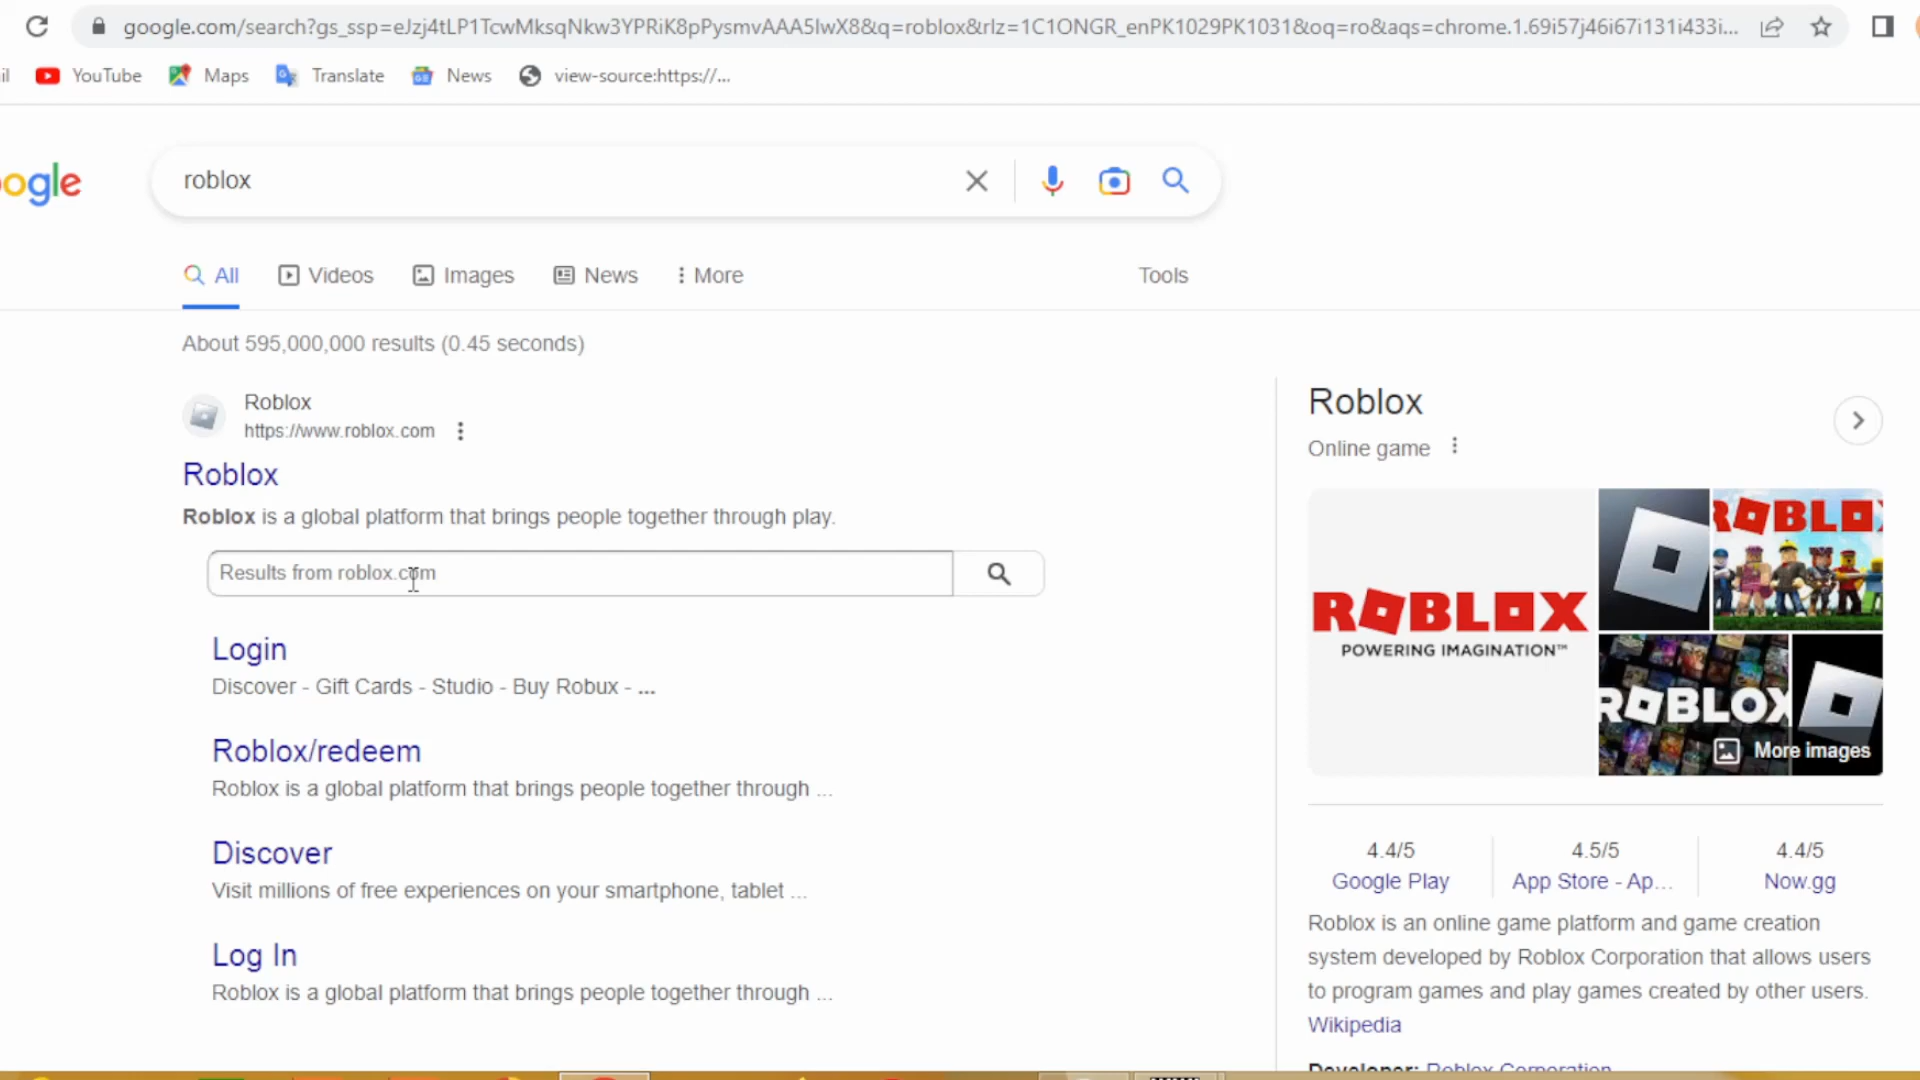 google.com/search?gs_ssp=eJzj4tLP1TcwMksqNkw3YPRiK8pPysmvAAA5lwX8&q=roblox&rlz=1C1ONGR_enPK1029PK1031&oq=ro&aqs=chrome.1.69i57j46i67i131i433i...
il YouTube Maps Translate News view-source:https://...
ogle
roblox
All Videos Images News More Tools
About 595,000,000 results (0.45 seconds)
Roblox
https://www.roblox.com
Roblox
Roblox is a global platform that brings people together through play.
Results from roblox.com
Login
Discover - Gift Cards - Studio - Buy Robux - ...
Roblox/redeem
Roblox is a global platform that brings people together through ...
Discover
Visit millions of free experiences on your smartphone, tablet ...
Log In
Roblox is a global platform that brings people together through ...
Roblox
Online game
ROBLOX
POWERING IMAGINATION™
ROBLO
ROBLOX
More images
4.4/5 4.5/5 4.4/5
Google Play App Store - Ap... Now.gg
Roblox is an online game platform and game creation
system developed by Roblox Corporation that allows users
to program games and play games created by other users.
Wikipedia
Developer: Roblox Corporation